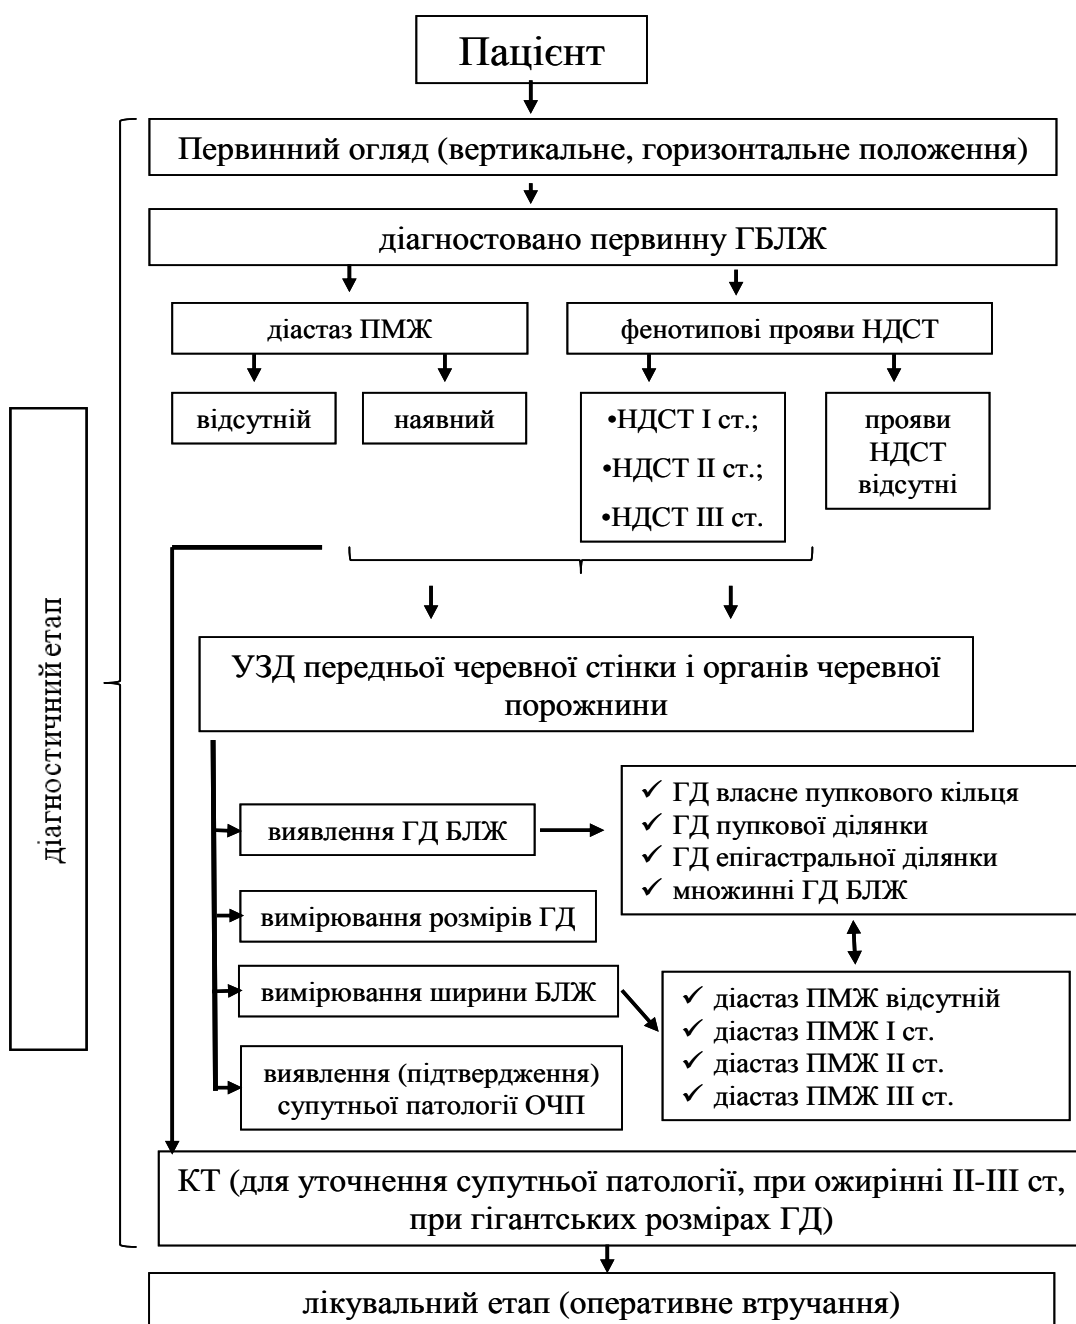 Пацієнт
Первинний огляд (вертикальне, горизонтальне положення)
діагностовано первинну ГБЛЖ
діастаз ПМЖ
фенотипові прояви НДСТ
відсутній
наявний
•НДСТ І ст.;
•НДСТ ІІ ст.;
•НДСТ ІІІ ст.
прояви
НДСТ
відсутні
діагностичний етап
УЗД передньої черевної стінки і органів черевної
порожнини
виявлення ГД БЛЖ
✓ ГД власне пупкового кільця
✓ ГД пупкової ділянки
✓ ГД епігастральної ділянки
✓ множинні ГД БЛЖ
вимірювання розмірів ГД
вимірювання ширини БЛЖ
✓ діастаз ПМЖ відсутній
✓ діастаз ПМЖ І ст.
✓ діастаз ПМЖ ІІ ст.
✓ діастаз ПМЖ ІІІ ст.
виявлення (підтвердження)
супутньої патології ОЧП
КТ (для уточнення супутньої патології, при ожирінні ІІ-ІІІ ст,
при гігантських розмірах ГД)
лікувальний етап (оперативне втручання)